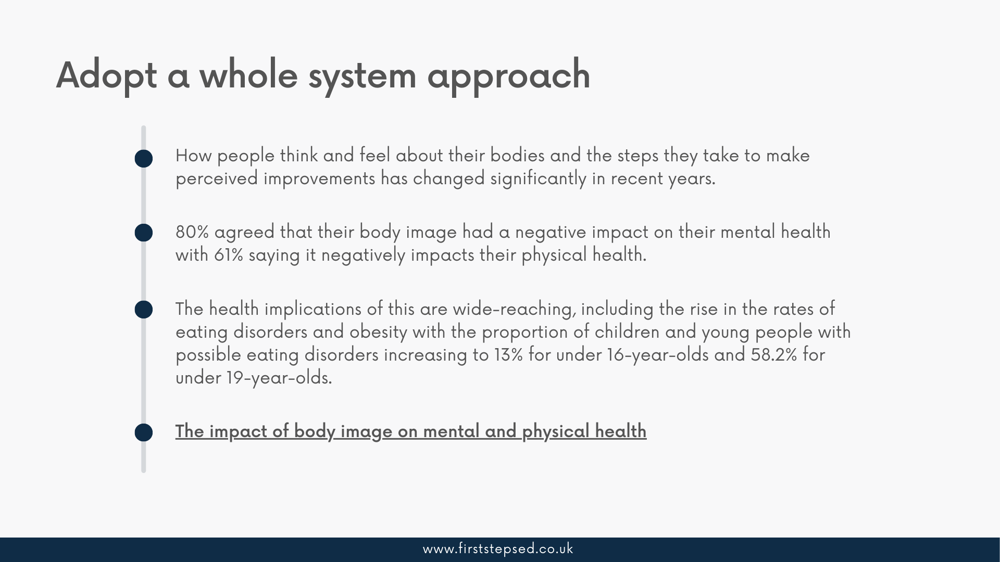 Adopt a whole system approach
How people think and feel about their bodies and the steps they take to make
perceived improvements has changed significantly in recent years.
80% agreed that their body image had a negative impact on their mental health
with 61% saying it negatively impacts their physical health.
The health implications of this are wide-reaching, including the rise in the rates of
eating disorders and obesity with the proportion of children and young people with
possible eating disorders increasing to 13% for under 16-year-olds and 58.2% for
under 19-year-olds.
The impact of body image on mental and physical health
www.firststepsed.co.uk